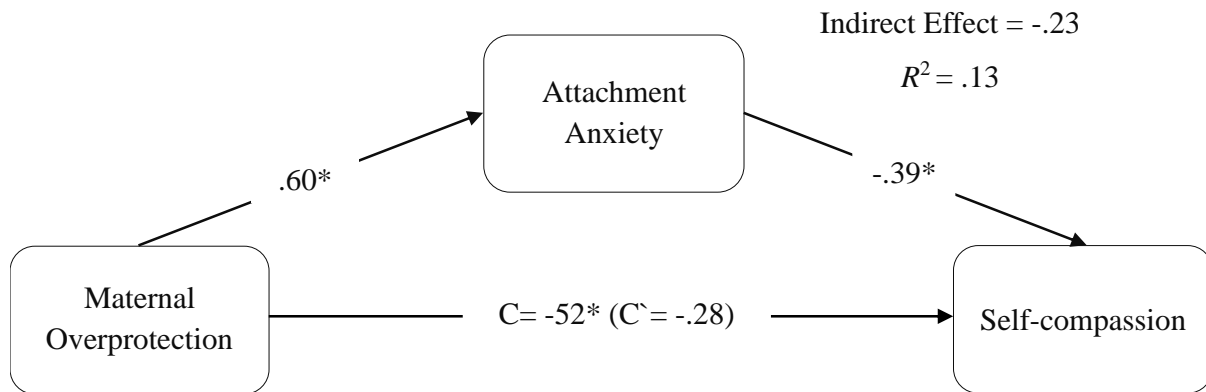 Indirect Effect = -.23
R² = .13
Attachment
Anxiety
.60*
-.39*
Maternal
Overprotection
C= -52* (C`= -.28)
Self-compassion